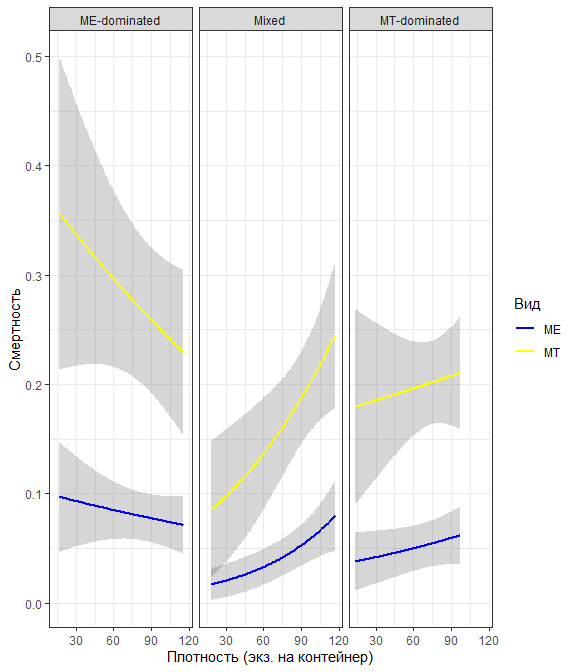 ME-dominated Mixed MT-dominated
0.5
0.4
0.3
0.2
0.1
0.0
Смертность
30 60 90 120 30 60 90 120 30 60 90 120
Плотность (экз. на контейнер)
Вид
ME
MT